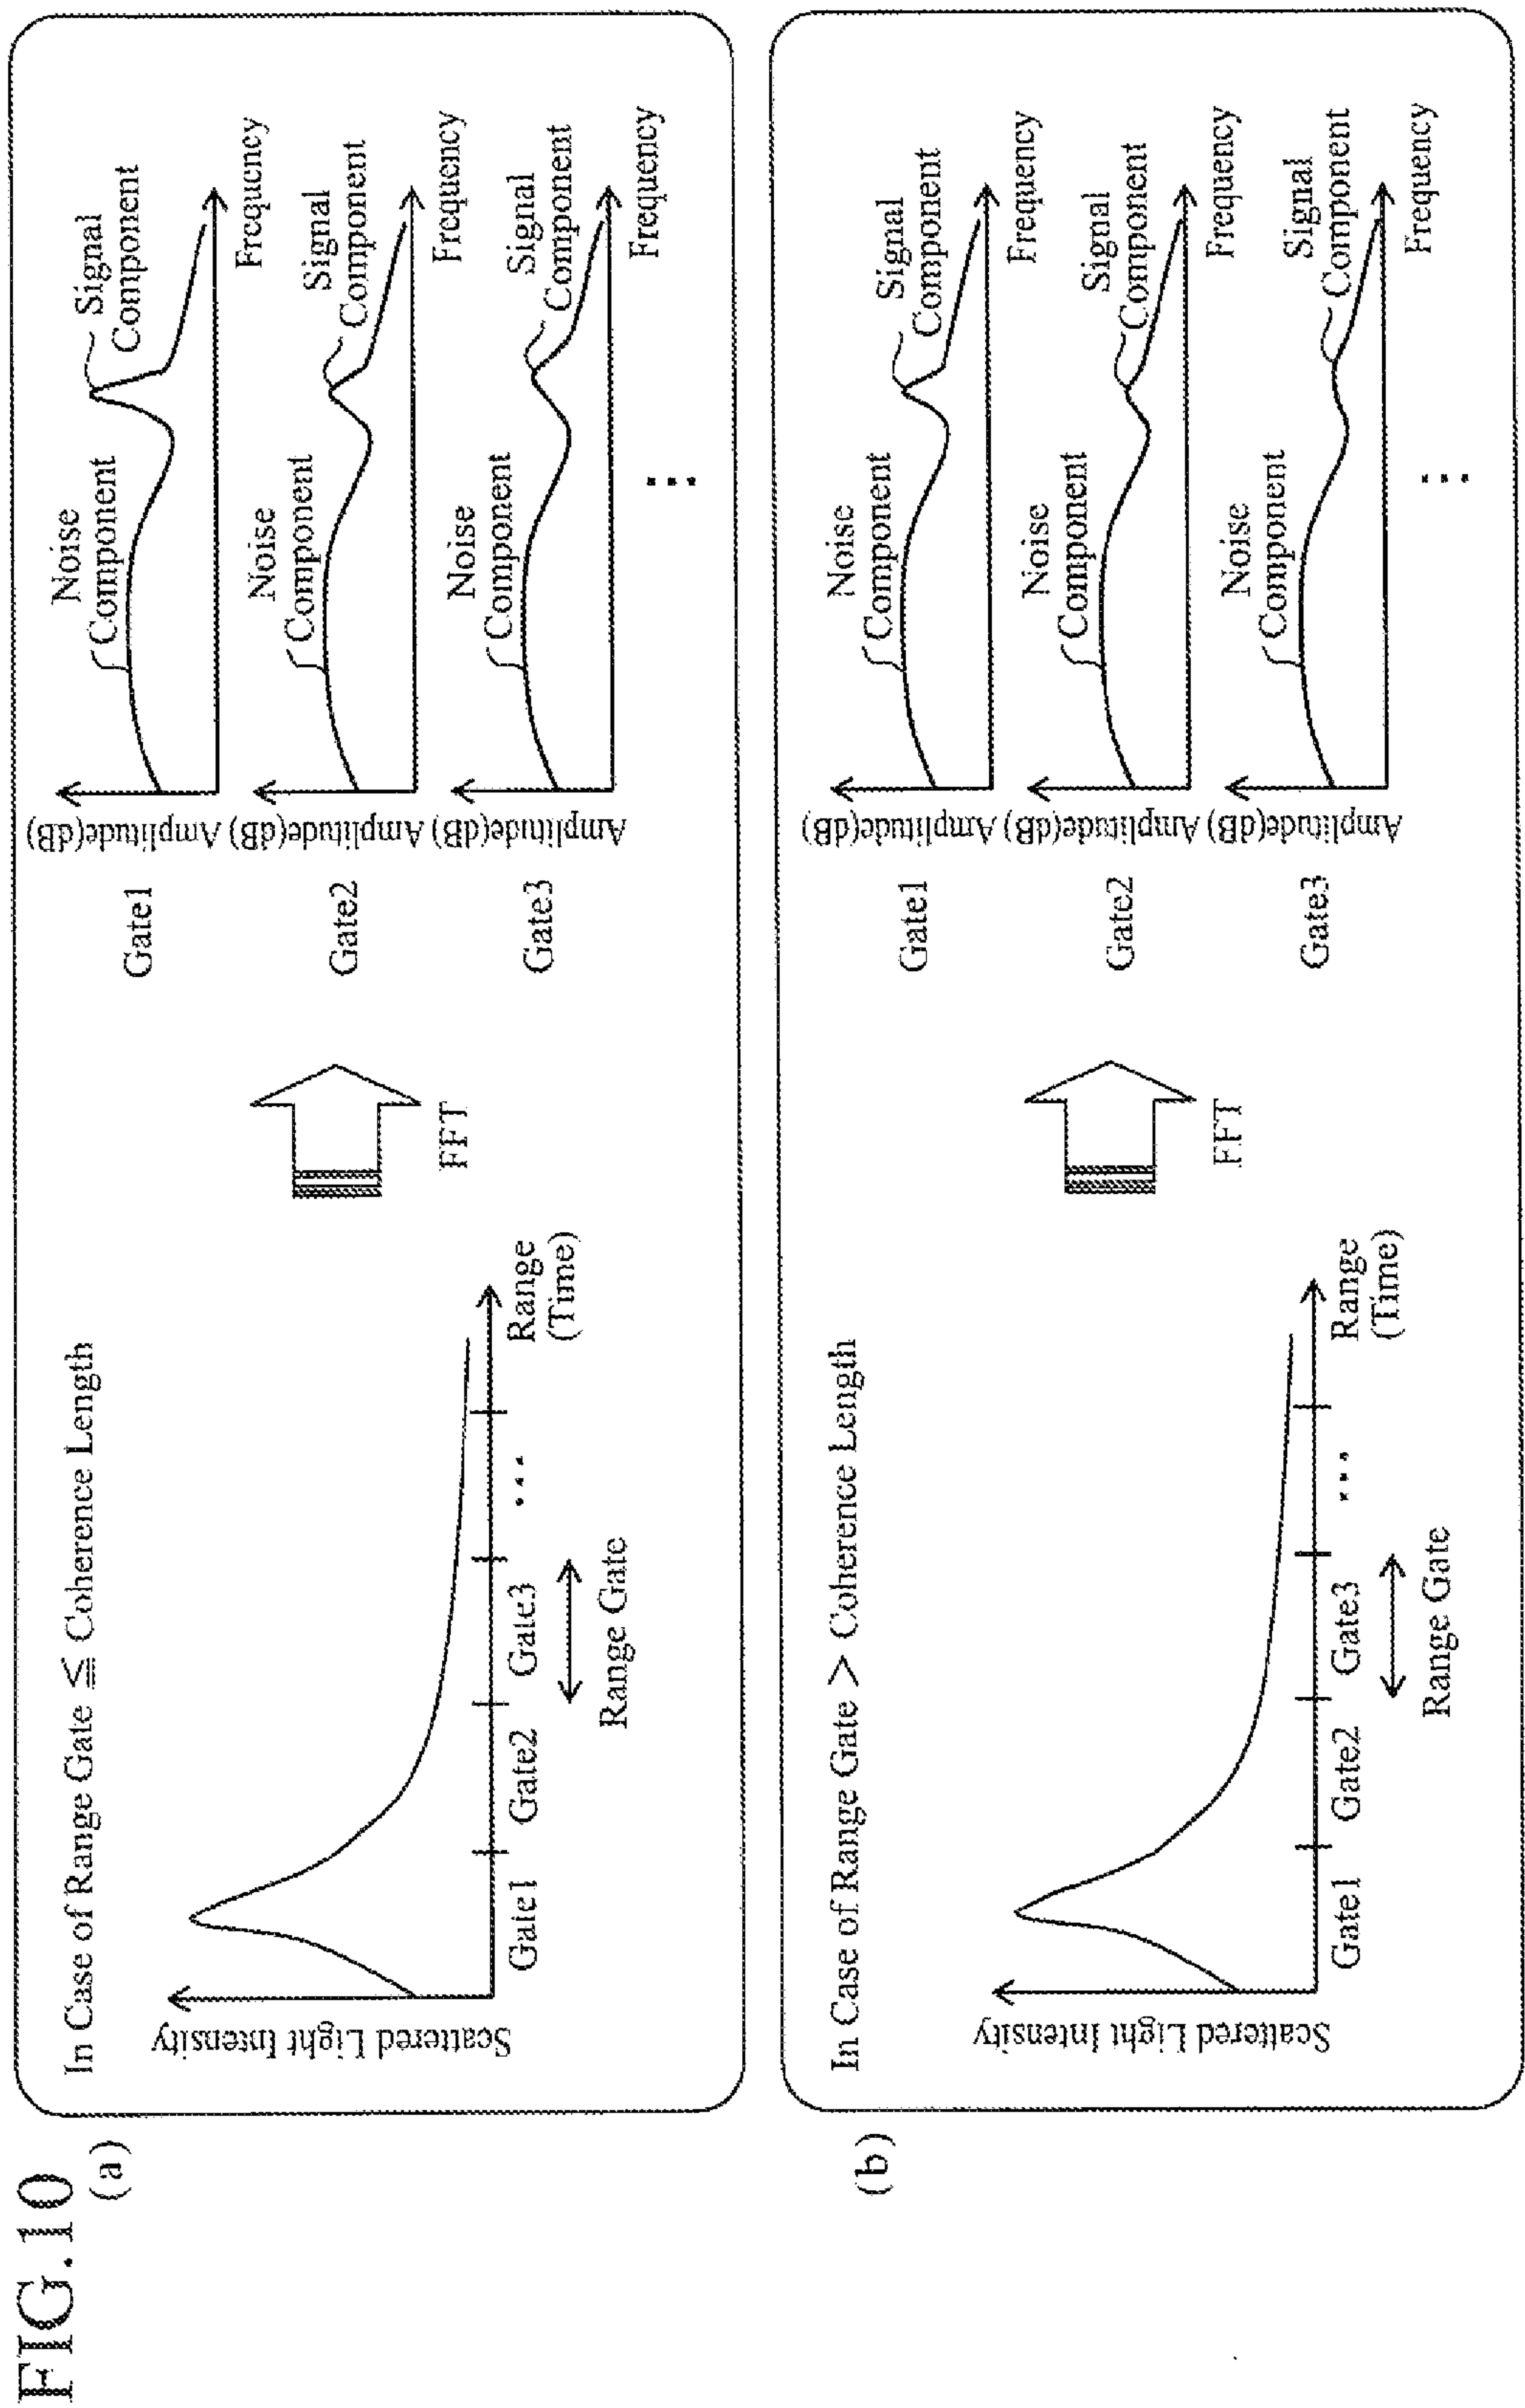 FIG.10
(a)
In Case of Range Gate ≦ Coherence Length
Scattered Light Intensity
Gate1
Gate2
Gate3
...
Range
(Time)
Range Gate
FFT
Gate1
Amplitude(dB)
Noise
Component
Signal
Component
Frequency
Gate2
Amplitude(dB)
Noise
Component
Signal
Component
Frequency
Gate3
Amplitude(dB)
Noise
Component
Signal
Component
Frequency
...
(b)
In Case of Range Gate > Coherence Length
Scattered Light Intensity
Gate1
Gate2
Gate3
...
Range
(Time)
Range Gate
FFT
Gate1
Amplitude(dB)
Noise
Component
Signal
Component
Frequency
Gate2
Amplitude(dB)
Noise
Component
Signal
Component
Frequency
Gate3
Amplitude(dB)
Noise
Component
Signal
Component
Frequency
...